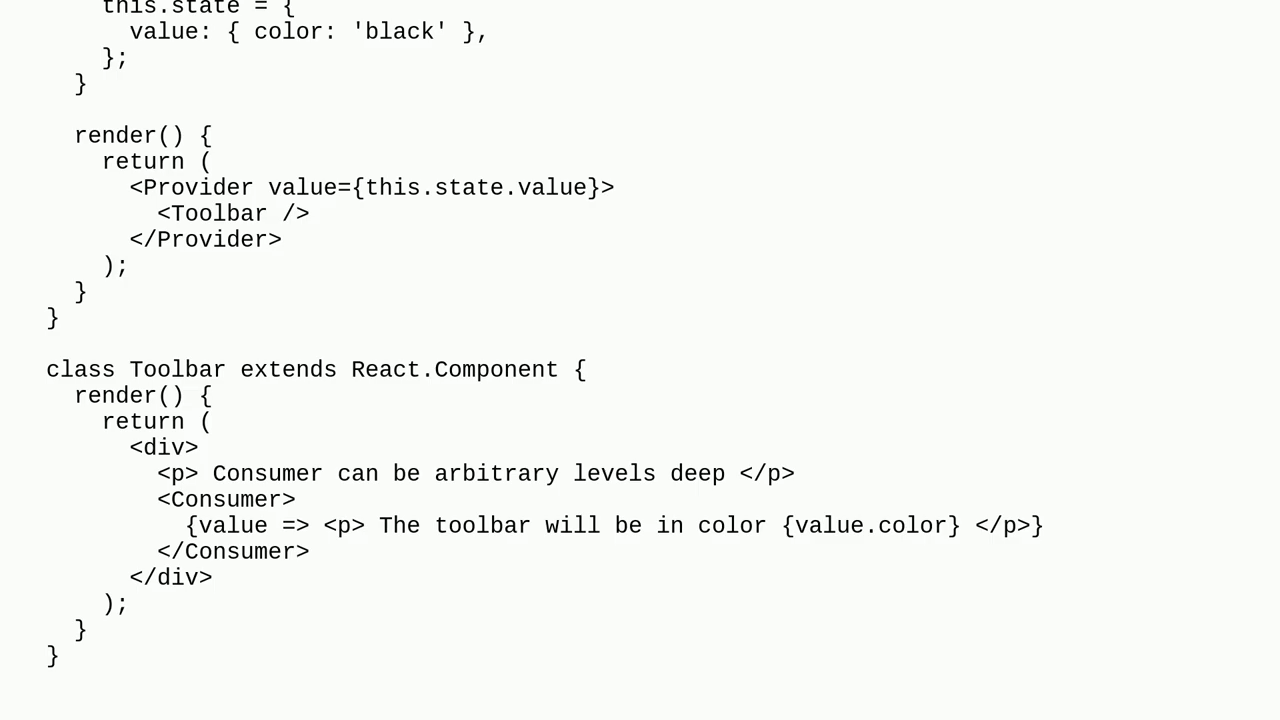 this.state = {
      value: { color: 'black' },
    };
  }

  render() {
    return (
      <Provider value={this.state.value}>
        <Toolbar />
      </Provider>
    );
  }
}

class Toolbar extends React.Component {
  render() {
    return (
      <div>
        <p> Consumer can be arbitrary levels deep </p>
        <Consumer>
          {value => <p> The toolbar will be in color {value.color} </p>}
        </Consumer>
      </div>
    );
  }
}